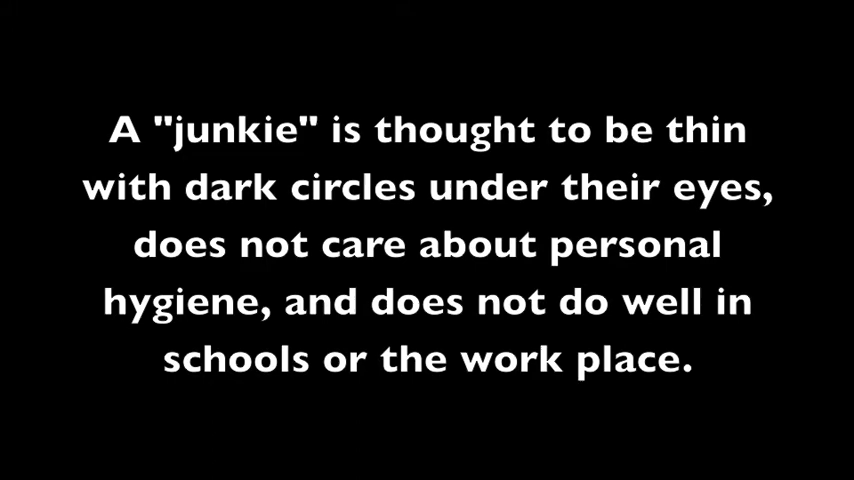 A "junkie" is thought to be thin
with dark circles under their eyes,
does not care about personal
hygiene, and does not do well in
schools or the work place.